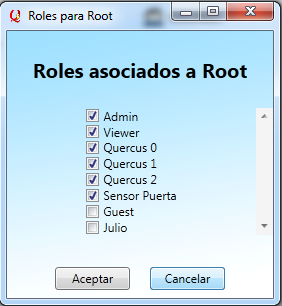 Roles para Root
Roles asociados a Root
Admin
Viewer
Quercus 0
Quercus 1
Quercus 2
Sensor Puerta
Guest
Julio
Aceptar
Cancelar